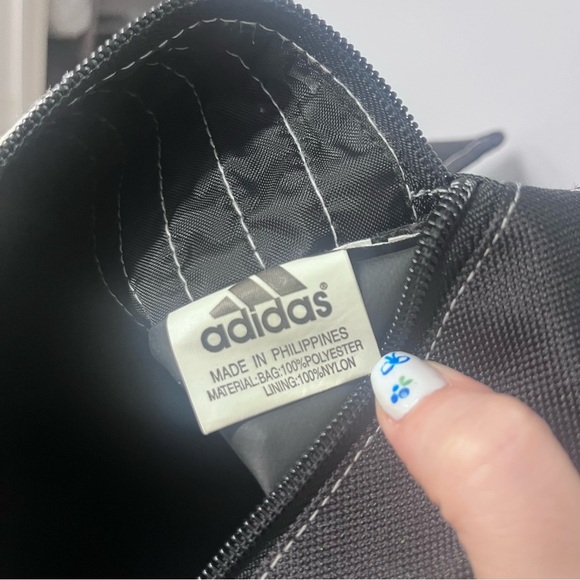 adidas®
MADE IN PHILIPPINES
MATERIAL:BAG:100%POLYESTER
LINING:100%NYLON